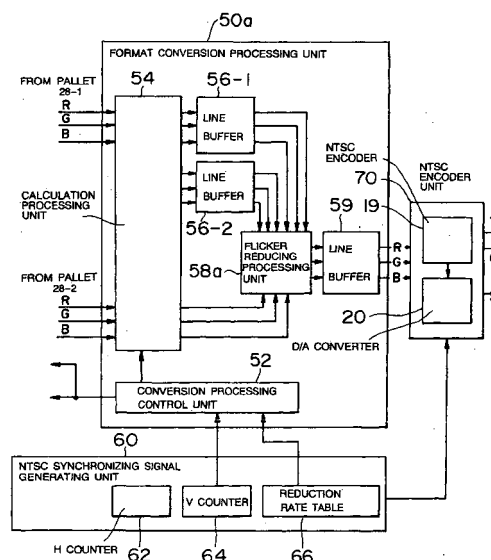 50a
FORMAT CONVERSION PROCESSING UNIT
FROM PALLET
28-1
54
56-1
R
G
B
LINE
BUFFER
NTSC
ENCODER
NTSC
ENCODER
UNIT
70
19
LINE
BUFFER
56-2
59
CALCULATION
PROCESSING
UNIT
FLICKER
REDUCING
PROCESSING
UNIT
58a
LINE
BUFFER
R
G
B
FROM PALLET
28-2
R
G
B
20
D/A CONVERTER
52
CONVERSION PROCESSING
CONTROL UNIT
60
NTSC SYNCHRONIZING SIGNAL
GENERATING UNIT
V COUNTER
REDUCTION
RATE TABLE
H COUNTER
62
64
66